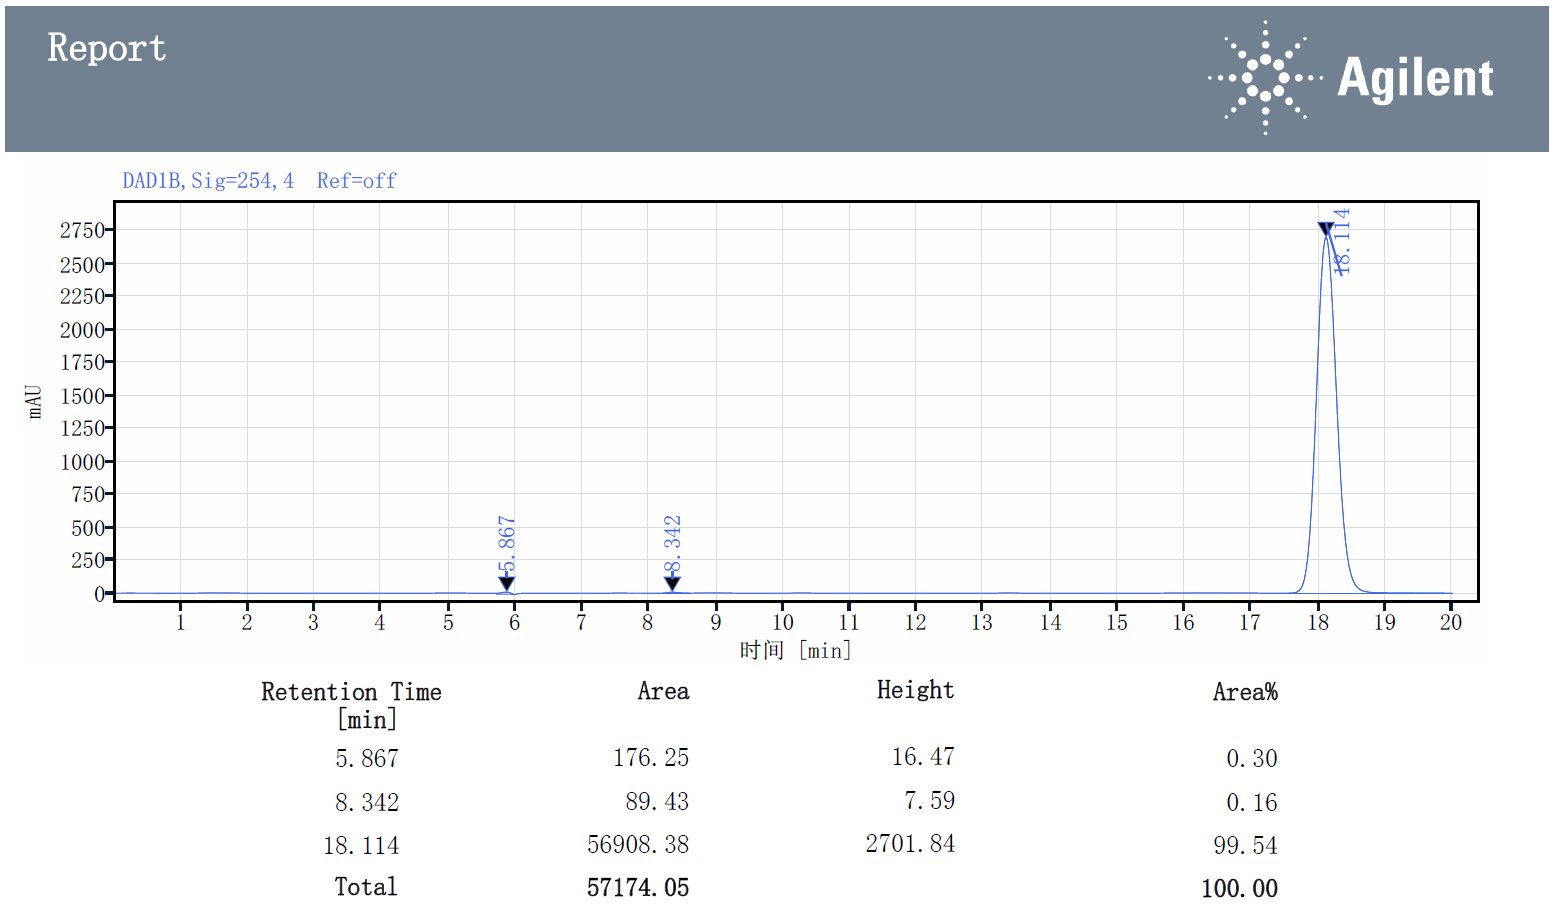 Report
Agilent
DAD1B,Sig=254,4  Ref=off
2750
2500
2250
2000
1750
1500
1250
1000
750
500
250
0
mAU
5.867
8.342
18.114
1 2 3 4 5 6 7 8 9 10 11 12 13 14 15 16 17 18 19 20
时间 [min]
Retention Time Area Height Area%
[min]
5.867 176.25 16.47 0.30
8.342 89.43 7.59 0.16
18.114 56908.38 2701.84 99.54
Total 57174.05 100.00